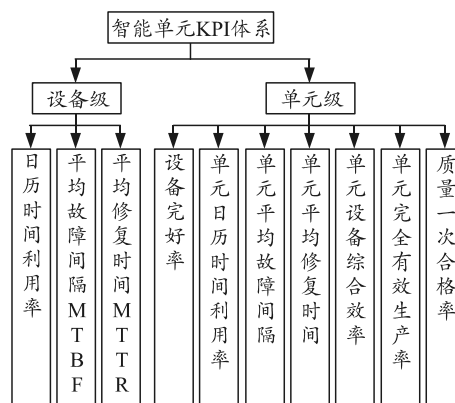 智能单元KPI体系
设备级
单元级
日历时间利用率
平均故障间隔MTBF
平均修复时间MTTR
设备完好率
单元日历时间利用率
单元平均故障间隔
单元平均修复时间
单元设备综合效率
单元完全有效生产率
质量一次合格率